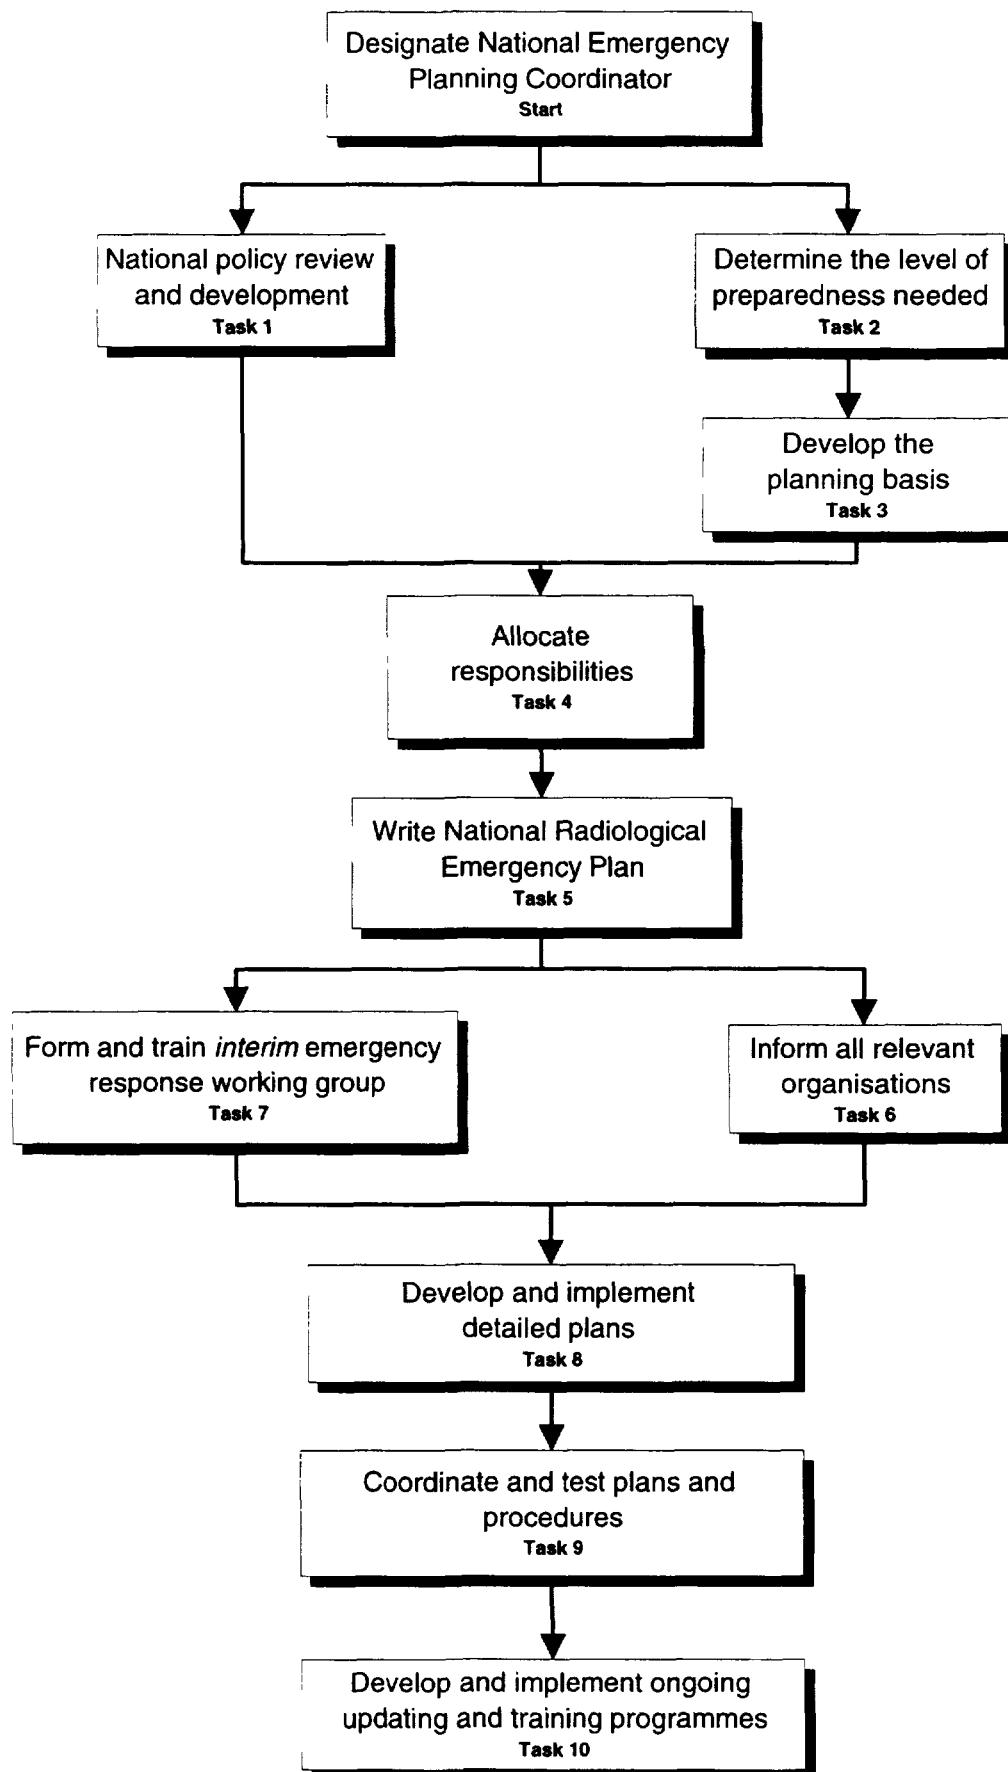 Designate National Emergency
Planning Coordinator
Start
National policy review
and development
Task 1
Determine the level of
preparedness needed
Task 2
Develop the
planning basis
Task 3
Allocate
responsibilities
Task 4
Write National Radiological
Emergency Plan
Task 5
Form and train interim emergency
response working group
Task 7
Inform all relevant
organisations
Task 6
Develop and implement
detailed plans
Task 8
Coordinate and test plans and
procedures
Task 9
Develop and implement ongoing
updating and training programmes
Task 10